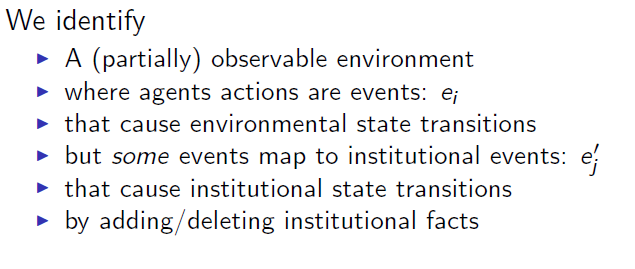 We identify
▶ A (partially) observable environment
▶ where agents actions are events: e_i
▶ that cause environmental state transitions
▶ but some events map to institutional events: e′_j
▶ that cause institutional state transitions
▶ by adding/deleting institutional facts